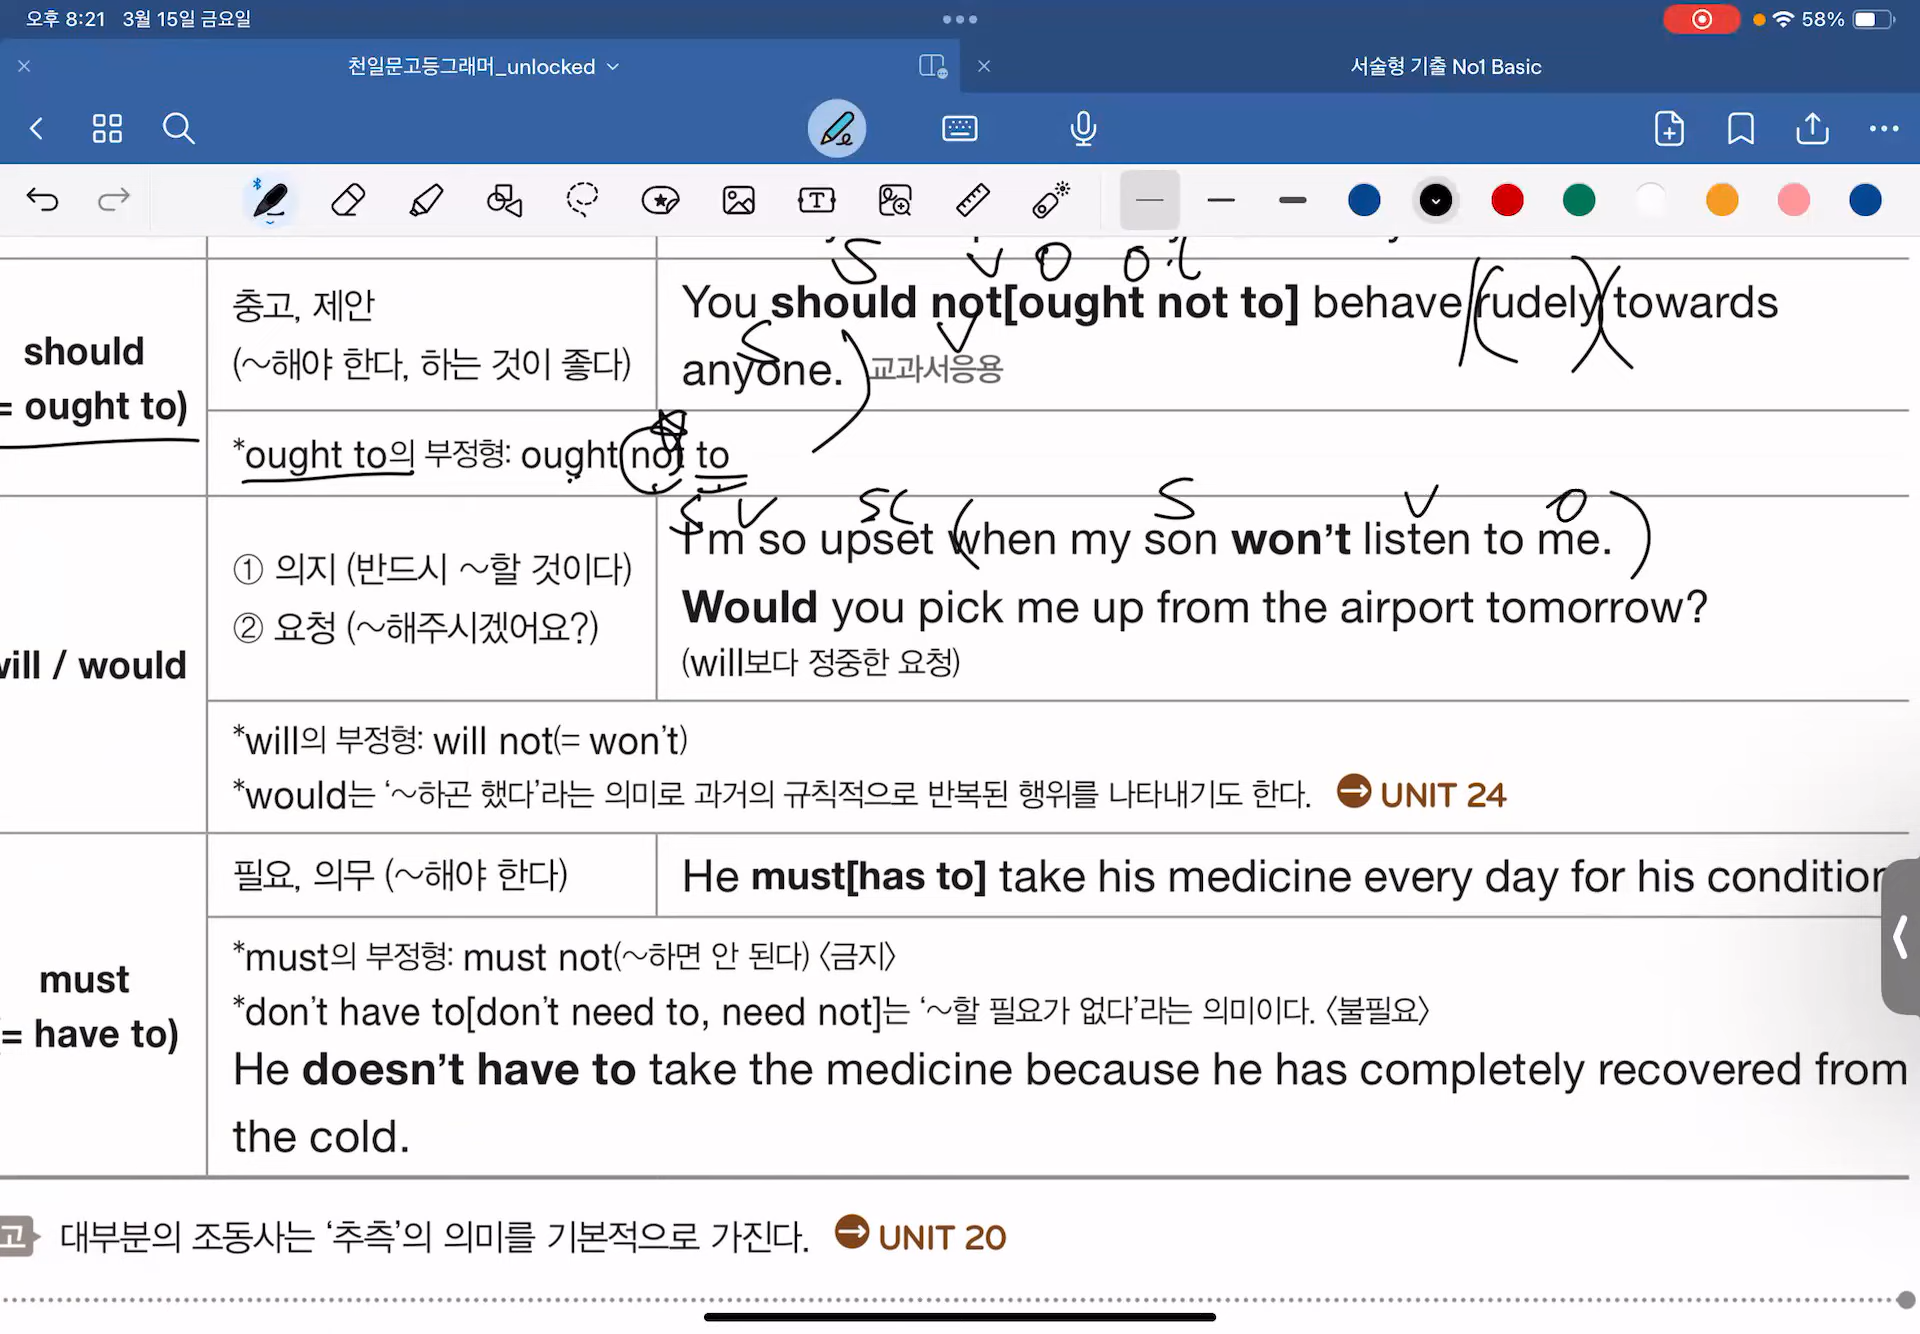 오후 8:21 3월 15일 금요일
58%
천일문고등그래머_unlocked
서술형 기출 No1 Basic
S V O O.C
should
(= ought to)
충고, 제안
(~해야 한다, 하는 것이 좋다)
You should not[ought not to] behave rudely towards
S V
anyone. 교과서응용
*ought to의 부정형: ought not to
will / would
① 의지 (반드시 ~할 것이다)
② 요청 (~해주시겠어요?)
S V SC S V O
I'm so upset when my son won't listen to me.
Would you pick me up from the airport tomorrow?
(will보다 정중한 요청)
*will의 부정형: will not(= won't)
*would는 '~하곤 했다'라는 의미로 과거의 규칙적으로 반복된 행위를 나타내기도 한다. UNIT 24
must
(= have to)
필요, 의무 (~해야 한다)
He must[has to] take his medicine every day for his condition
*must의 부정형: must not(~하면 안 된다) 〈금지〉
*don't have to[don't need to, need not]는 '~할 필요가 없다'라는 의미이다. 〈불필요〉
He doesn't have to take the medicine because he has completely recovered from
the cold.
고 대부분의 조동사는 '추측'의 의미를 기본적으로 가진다. UNIT 20